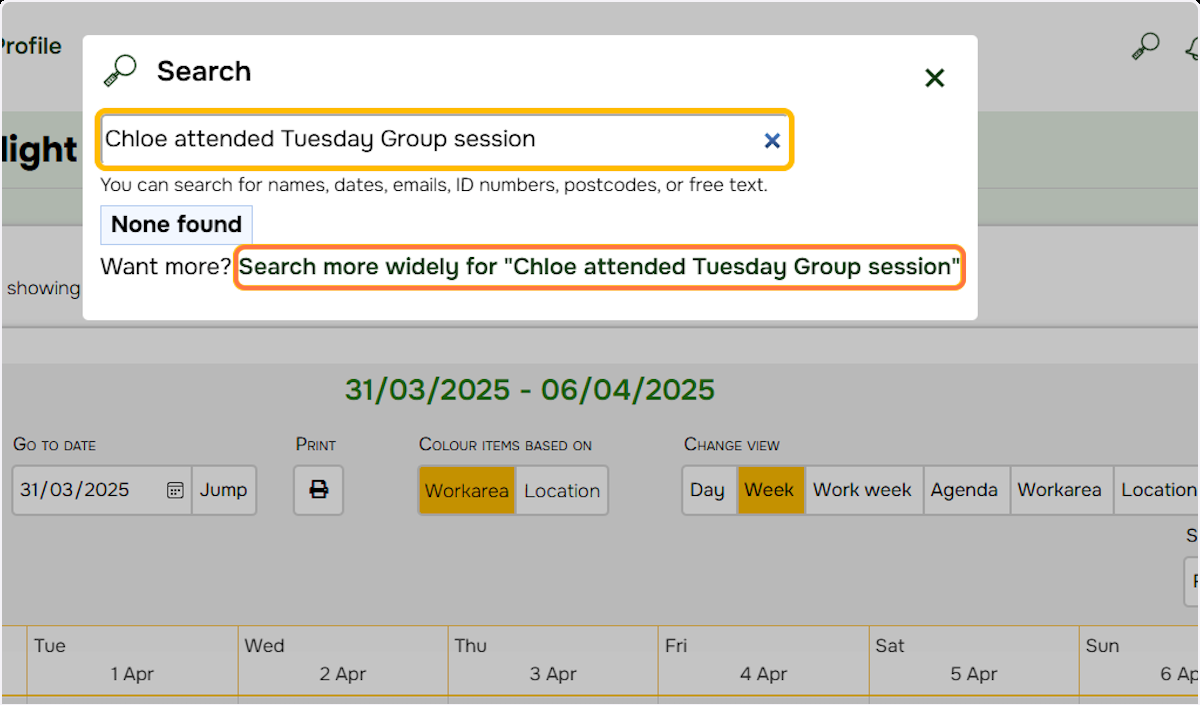 Profile
Search
light
Chloe attended Tuesday Group session
You can search for names, dates, emails, ID numbers, postcodes, or free text.
None found
Want more? Search more widely for "Chloe attended Tuesday Group session"
showing
31/03/2025 - 06/04/2025
Go to date Print Colour items based on Change view
31/03/2025 Jump Workarea Location Day Week Work week Agenda Workarea Location
Tue Wed Thu Fri Sat Sun
1 Apr 2 Apr 3 Apr 4 Apr 5 Apr 6 Ap